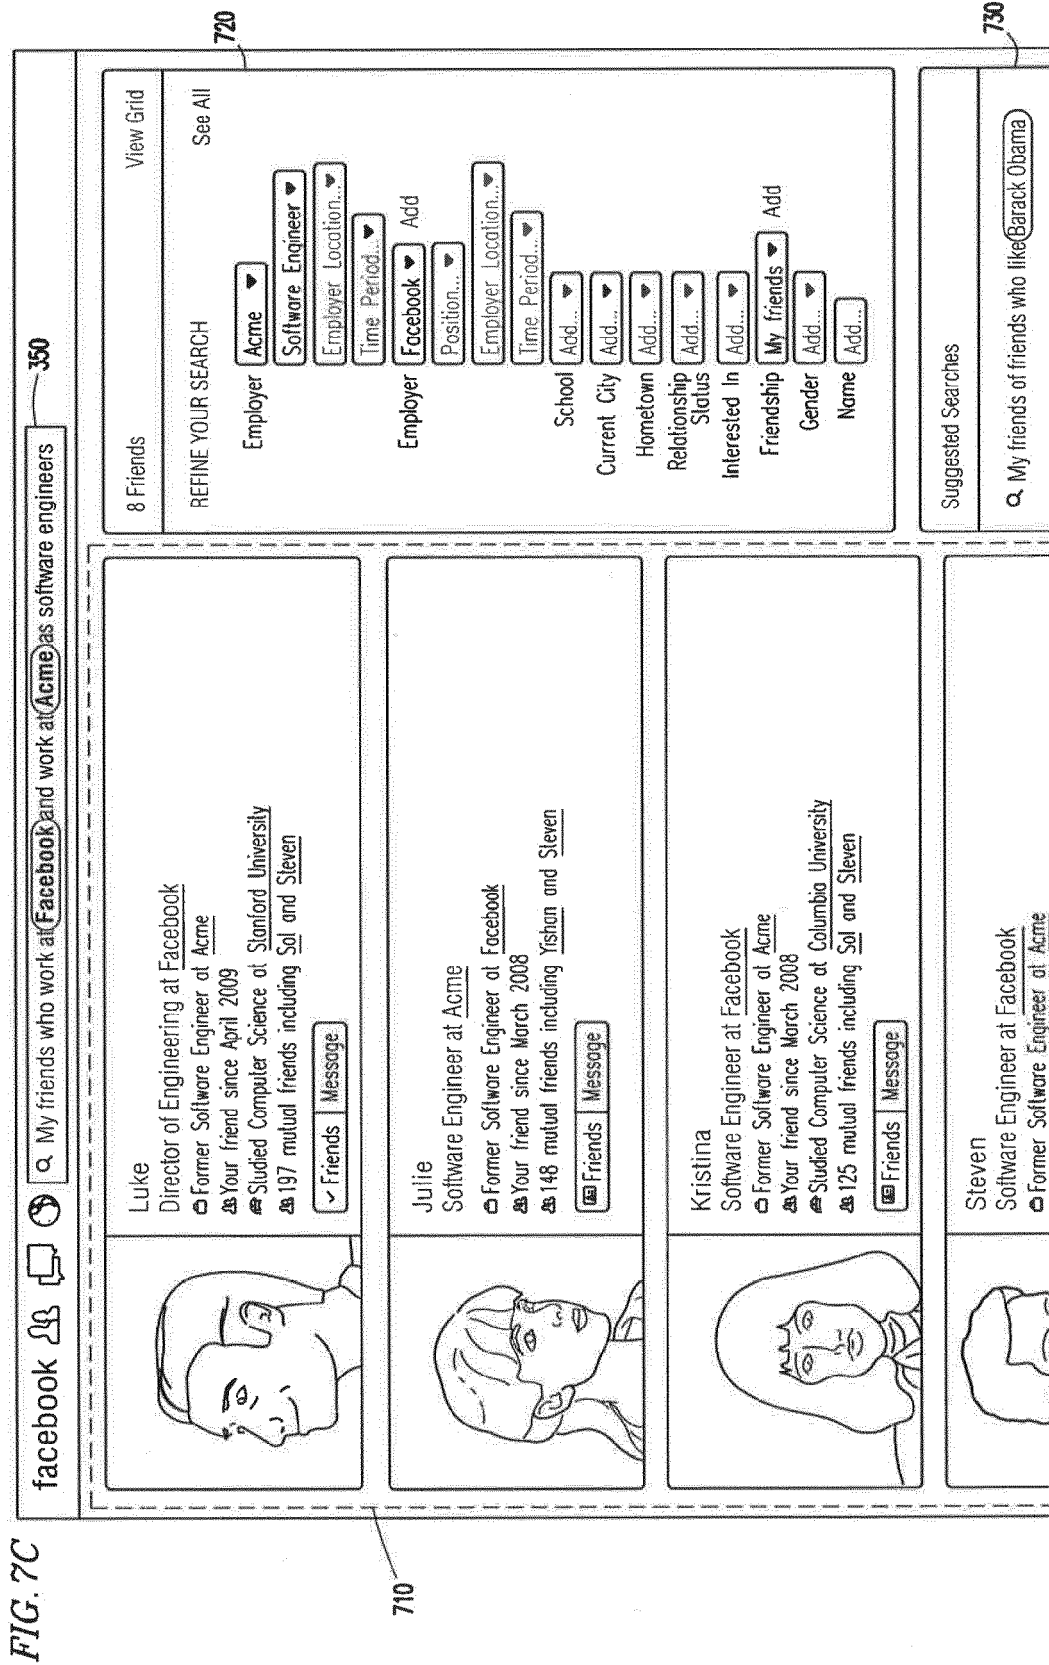 FIG. 7C
facebook
My friends who work at Facebook and work at Acme as software engineers
350
710
Luke
Director of Engineering at Facebook
Former Software Engineer at Acme
Your friend since April 2009
Studied Computer Science at Stanford University
197 mutual friends including Sol and Steven
Friends Message
Julie
Software Engineer at Acme
Former Software Engineer at Facebook
Your friend since March 2008
148 mutual friends including Yishan and Steven
Friends Message
Kristina
Software Engineer at Facebook
Former Software Engineer at Acme
Your friend since March 2008
Studied Computer Science at Columbia University
125 mutual friends including Sol and Steven
Friends Message
Steven
Software Engineer at Facebook
Former Software Engineer at Acme
720
8 Friends View Grid
REFINE YOUR SEARCH See All
Employer Acme
Software Engineer
Employer Location...
Time Period...
Employer Facebook Add
Position...
Employer Location...
Time Period...
School Add...
Current City Add...
Hometown Add...
Relationship Status Add...
Interested In Add...
Friendship My friends Add
Gender Add...
Name Add...
730
Suggested Searches
My friends of friends who like Barack Obama